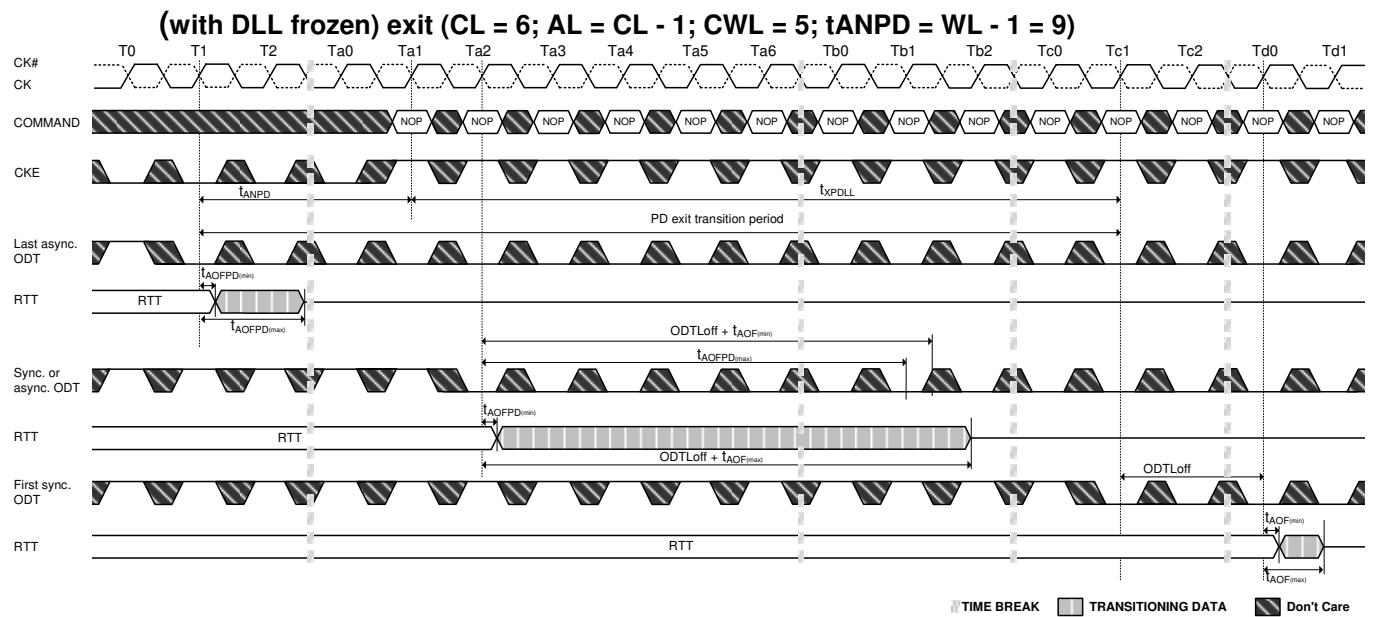 (with DLL frozen) exit (CL = 6; AL = CL - 1; CWL = 5; tANPD = WL - 1 = 9)
T0 T1 T2 Ta0 Ta1 Ta2 Ta3 Ta4 Ta5 Ta6 Tb0 Tb1 Tb2 Tc0 Tc1 Tc2 Td0 Td1
CK#
CK
COMMAND NOP NOP NOP NOP NOP NOP NOP NOP NOP NOP NOP NOP NOP NOP
CKE
tANPD tXPDLL
PD exit transition period
Last async.
ODT
tAOFPD(min)
RTT RTT
tAOFPD(max)
ODTLoff + tAOF(min)
tAOFPD(max)
Sync. or
async. ODT
tAOFPD(min)
RTT RTT
ODTLoff + tAOF(max)
ODTLoff
First sync.
ODT
tAOF(min)
RTT RTT
tAOF(max)
TIME BREAK TRANSITIONING DATA Don't Care